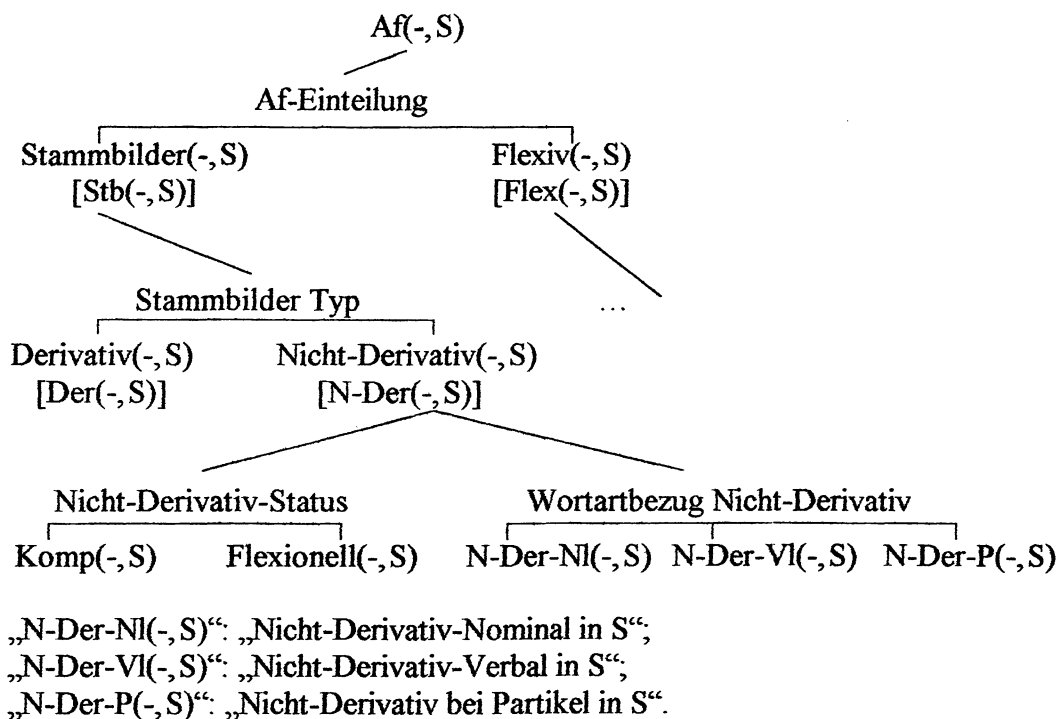 Af(-, S)
Af-Einteilung
Stammbilder(-, S) Flexiv(-, S)
[Stb(-, S)] [Flex(-, S)]
Stammbilder Typ ...
Derivativ(-, S) Nicht-Derivativ(-, S)
[Der(-, S)] [N-Der(-, S)]
Nicht-Derivativ-Status Wortartbezug Nicht-Derivativ
Komp(-, S) Flexionell(-, S) N-Der-Nl(-, S) N-Der-Vl(-, S) N-Der-P(-, S)
„N-Der-Nl(-, S)“: „Nicht-Derivativ-Nominal in S“;
„N-Der-Vl(-, S)“: „Nicht-Derivativ-Verbal in S“;
„N-Der-P(-, S)“: „Nicht-Derivativ bei Partikel in S“.